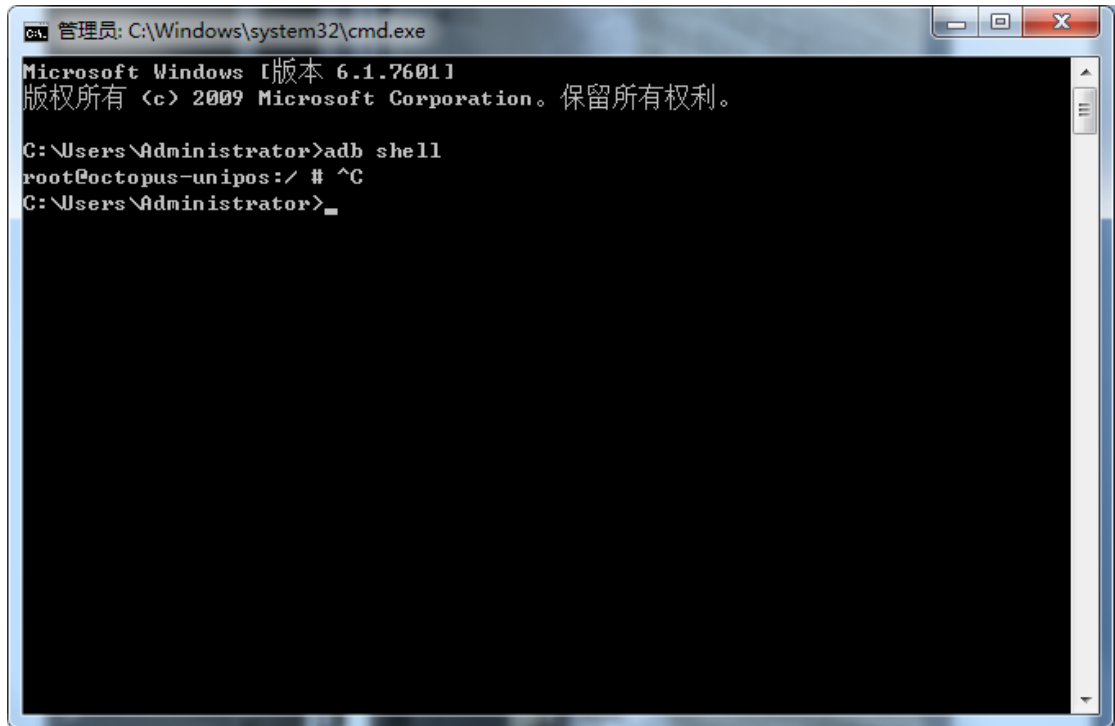 管理员: C:\Windows\system32\cmd.exe
Microsoft Windows [版本 6.1.7601]
版权所有 (c) 2009 Microsoft Corporation。保留所有权利。
C:\Users\Administrator>adb shell
root@octopus-unipos:/ # ^C
C:\Users\Administrator>_